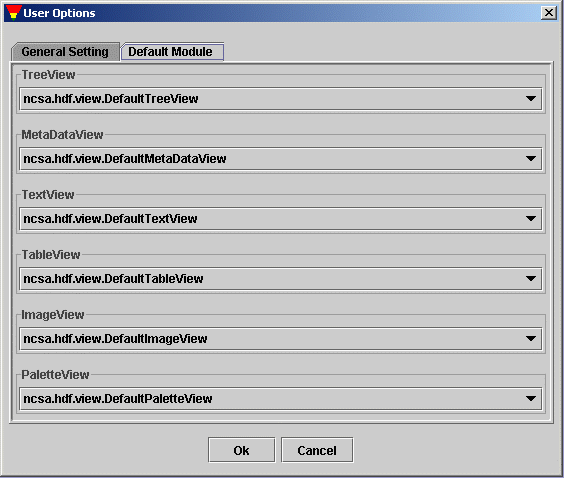 User Options
General Setting Default Module
TreeView
ncsa.hdf.view.DefaultTreeView
MetaDataView
ncsa.hdf.view.DefaultMetaDataView
TextView
ncsa.hdf.view.DefaultTextView
TableView
ncsa.hdf.view.DefaultTableView
ImageView
ncsa.hdf.view.DefaultImageView
PaletteView
ncsa.hdf.view.DefaultPaletteView
Ok Cancel